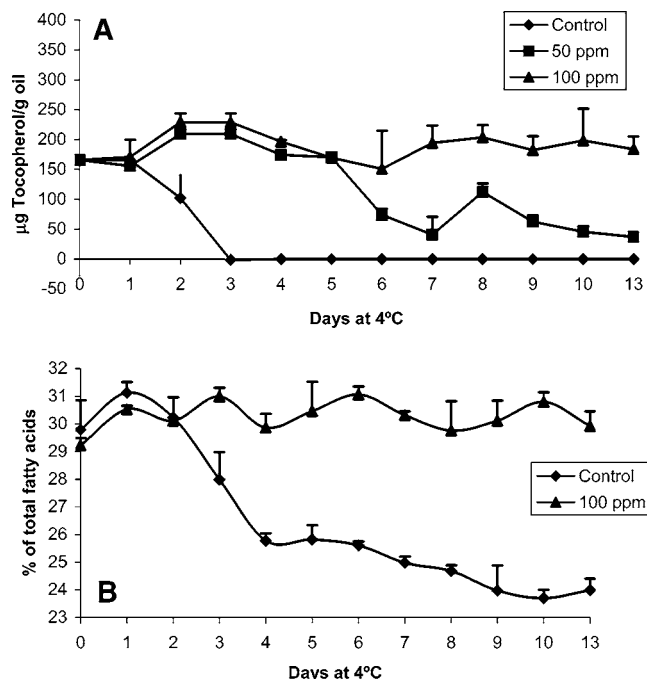 A
400
350
300
250
200
150
100
50
0
-50
µg Tocopherol/g oil
Control
50 ppm
100 ppm
0 1 2 3 4 5 6 7 8 9 10 13
Days at 4ºC
32
31
30
29
28
27
26
25
24
23
% of total fatty acids
Control
100 ppm
B
0 1 2 3 4 5 6 7 8 9 10 13
Days at 4ºC